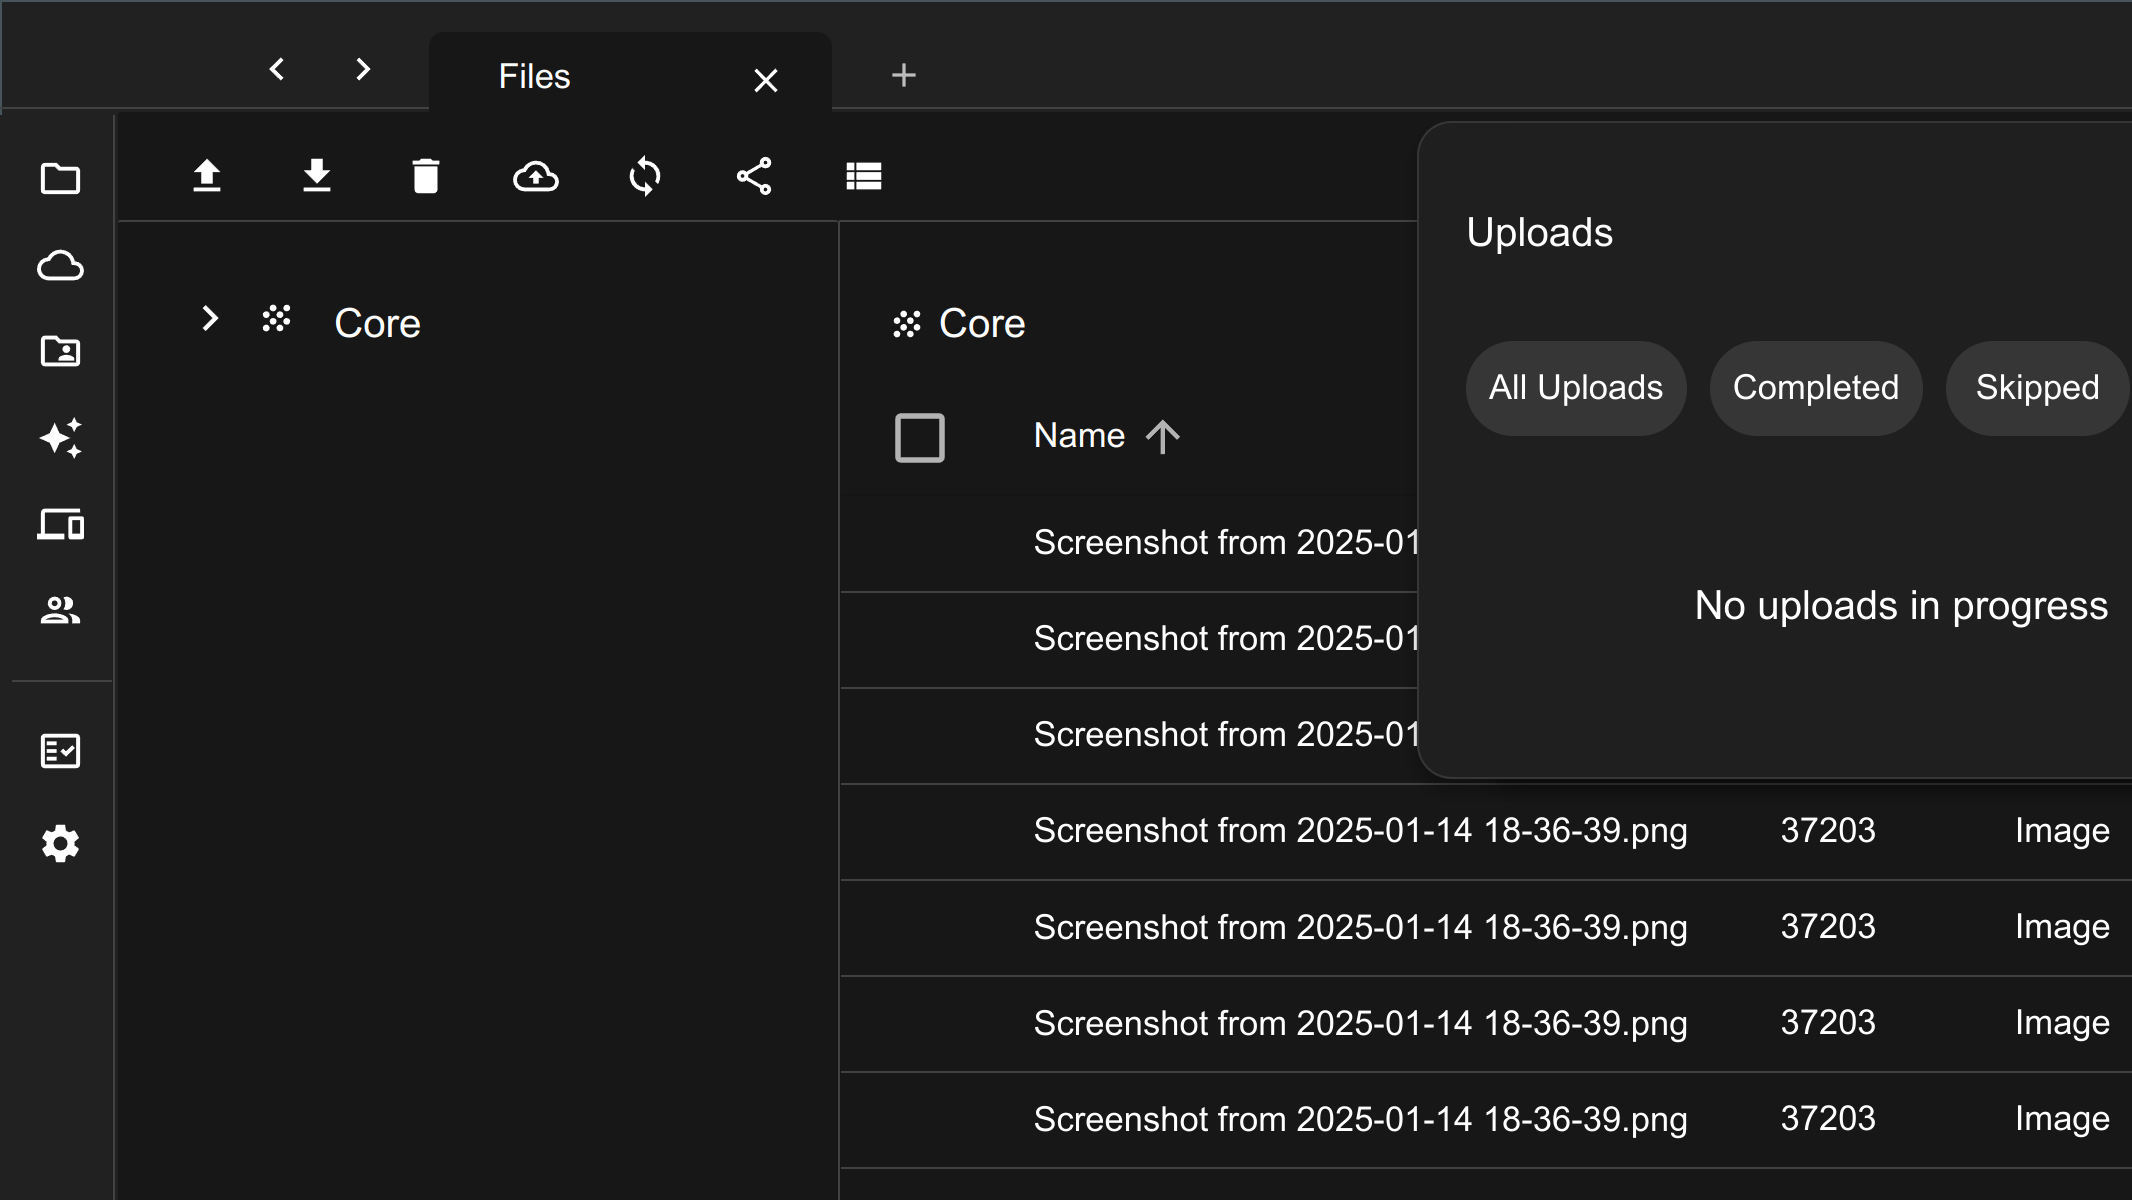 Files
Uploads
Core
Core
All Uploads
Completed
Skipped
Name
Screenshot from 2025-01
No uploads in progress
Screenshot from 2025-01
Screenshot from 2025-01
Screenshot from 2025-01-14 18-36-39.png 37203 Image
Screenshot from 2025-01-14 18-36-39.png 37203 Image
Screenshot from 2025-01-14 18-36-39.png 37203 Image
Screenshot from 2025-01-14 18-36-39.png 37203 Image